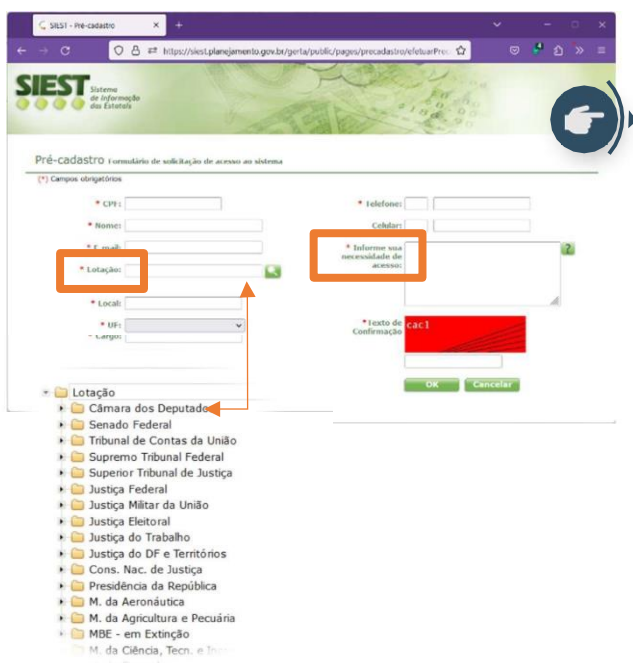 SIEST - Pré-cadastro
https://siest.planejamento.gov.br/gerta/public/pages/precadastro/efetuarPrec
SIEST
Sistema
de Informação
das Estatais
Pré-cadastro Formulário de solicitação de acesso ao sistema
(*) Campos obrigatórios
* CPF:
* Nome:
* E-mail:
* Lotação:
* Local:
* UF:
* Cargo:
* Telefone:
Celular:
* Informe sua
necessidade de
acesso:
?
*Texto de
Confirmação
cac1
OK Cancelar
Lotação
Câmara dos Deputado
Senado Federal
Tribunal de Contas da União
Supremo Tribunal Federal
Superior Tribunal de Justiça
Justiça Federal
Justiça Militar da União
Justiça Eleitoral
Justiça do Trabalho
Justiça do DF e Territórios
Cons. Nac. de Justiça
Presidência da República
M. da Aeronáutica
M. da Agricultura e Pecuária
MBE - em Extinção
M. da Ciência, Tecn. e